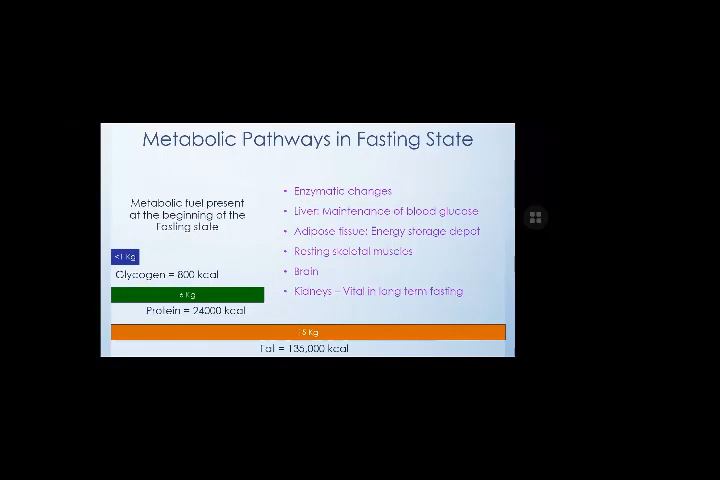 Metabolic Pathways in Fasting State
Metabolic fuel present
at the beginning of the
Fasting state
<1 Kg
Glycogen = 800 kcal
6 Kg
Protein = 24000 kcal
15 Kg
Fat = 135,000 kcal
• Enzymatic changes
• Liver: Maintenance of blood glucose
• Adipose tissue: Energy storage depot
• Resting skeletal muscles
• Brain
• Kidneys – Vital in long term fasting